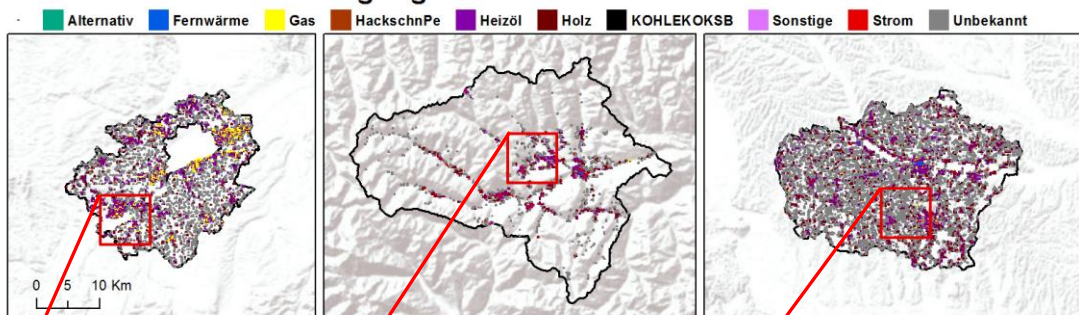 Alternativ Fernwärme Gas HackschnPe Heizöl Holz KOHLEKOKSB Sonstige Strom Unbekannt
0 5 10 Km